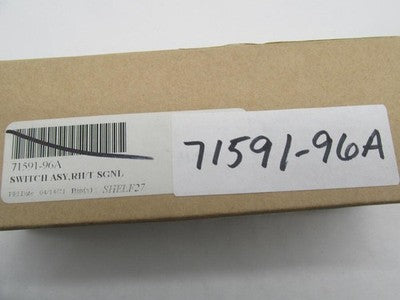 71591-96A
SWITCH ASY,RH/T SGNL
SHELF27
71591-96A